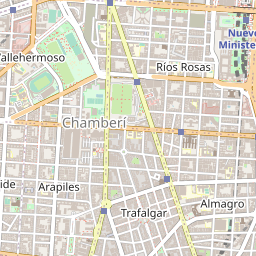 Nuevo
Ministe
Vallehermoso
Ríos Rosas
Chamberí
ide
Arapiles
Almagro
Trafalgar